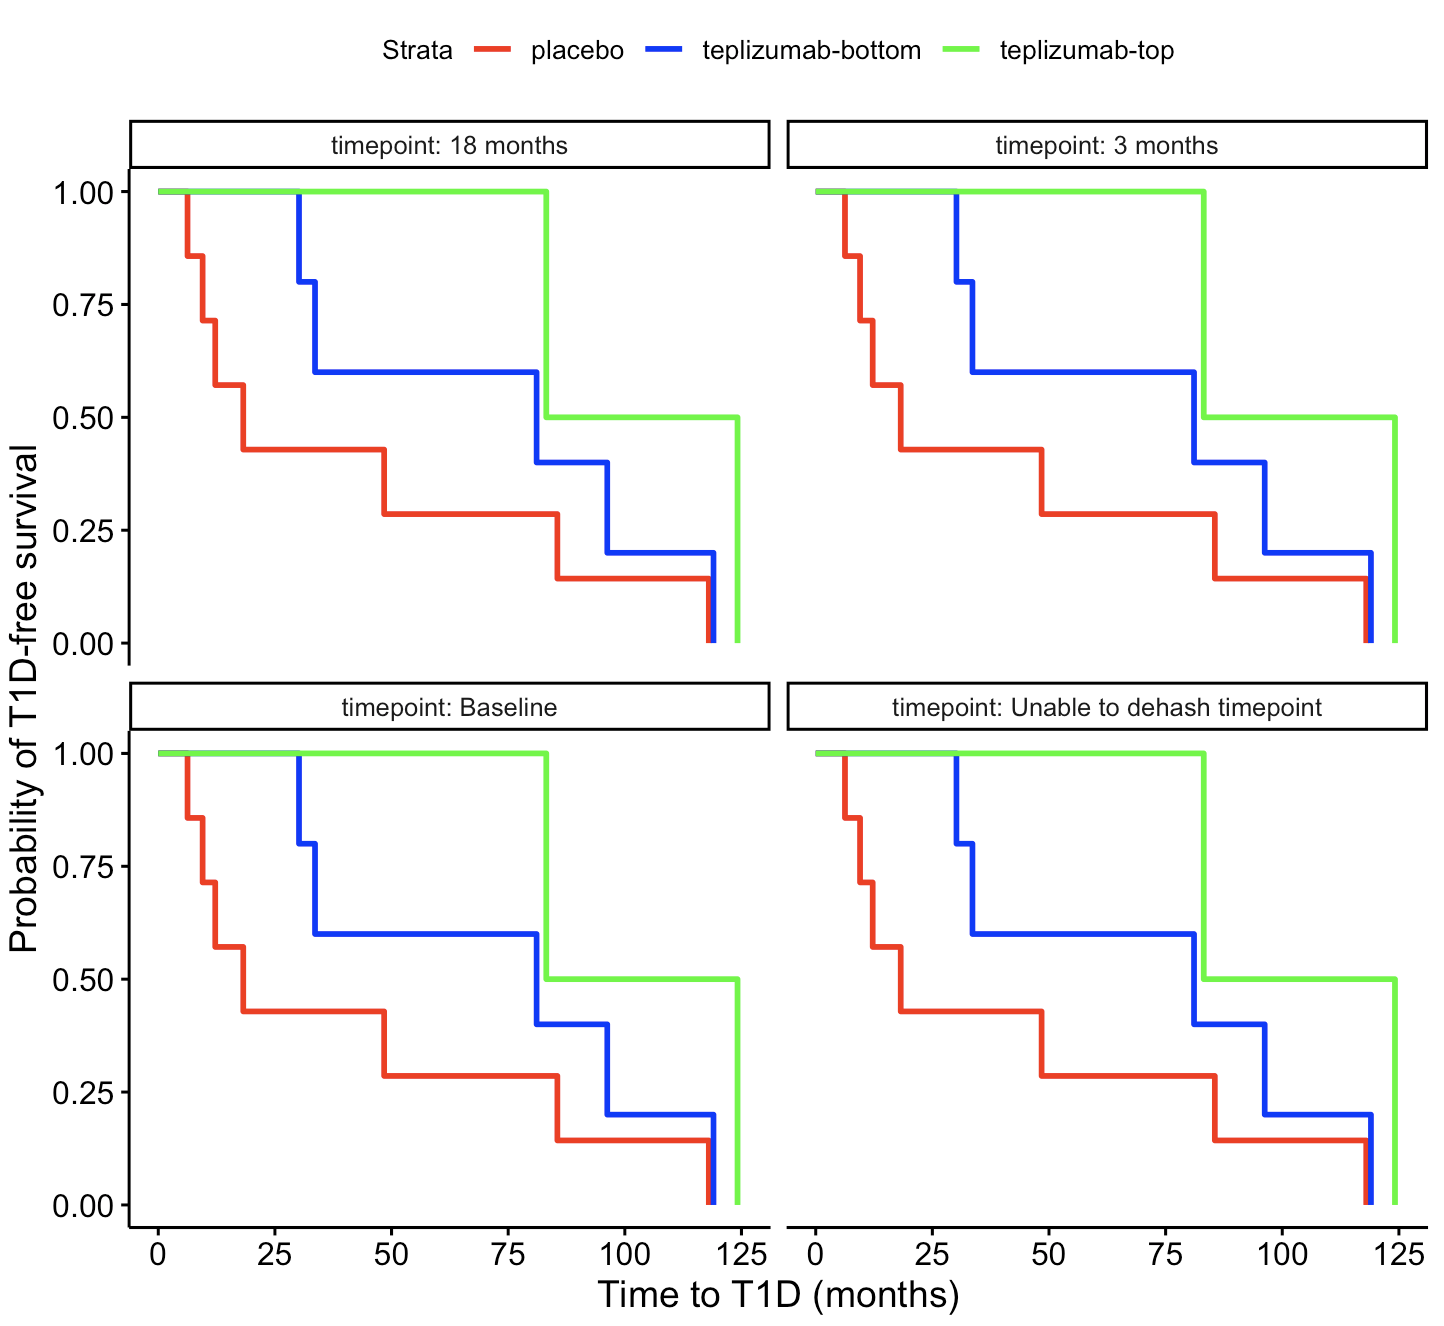 Strata placebo teplizumab-bottom teplizumab-top
timepoint: 18 months
timepoint: 3 months
1.00
0.75
0.50
0.25
0.00
Probability of T1D-free survival
timepoint: Baseline
timepoint: Unable to dehash timepoint
1.00
0.75
0.50
0.25
0.00
0 25 50 75 100 125
0 25 50 75 100 125
Time to T1D (months)